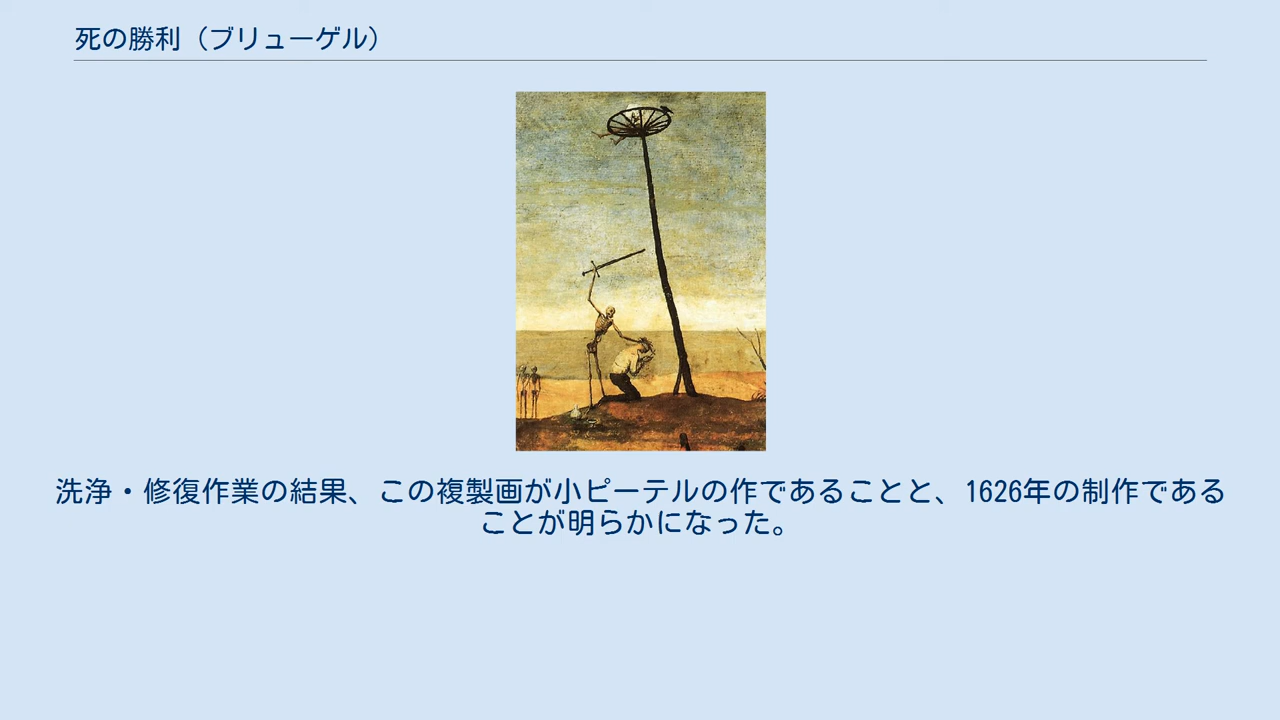 死の勝利（ブリューゲル）
洗浄・修復作業の結果、この複製画が小ピーテルの作であることと、1626年の制作である
ことが明らかになった。